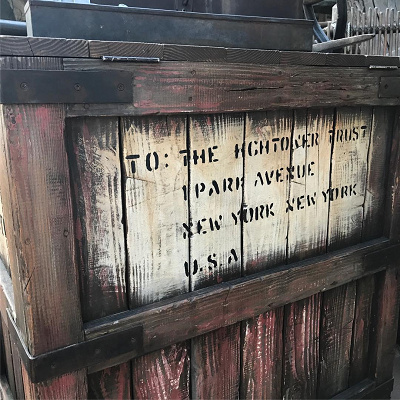 TO: THE HIGHTOWER TRUST
1 PARK AVENUE
NEW YORK NEW YORK
U.S.A